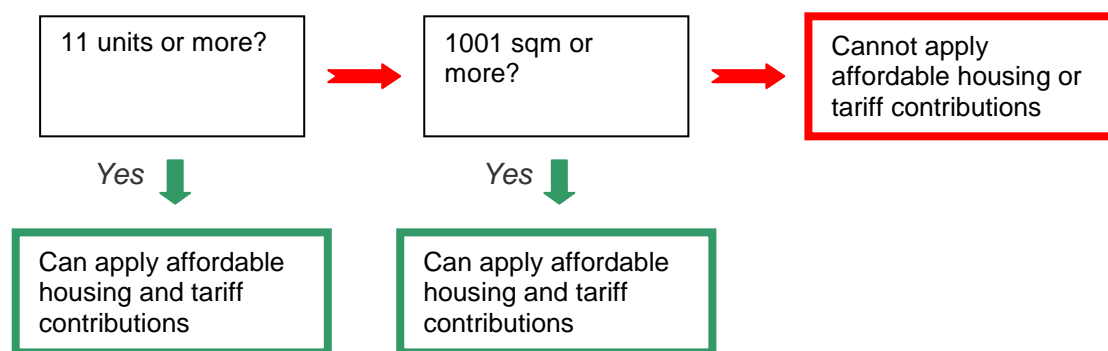 11 units or more?
1001 sqm or
more?
Cannot apply
affordable housing or
tariff contributions
Yes
Yes
Can apply affordable
housing and tariff
contributions
Can apply affordable
housing and tariff
contributions